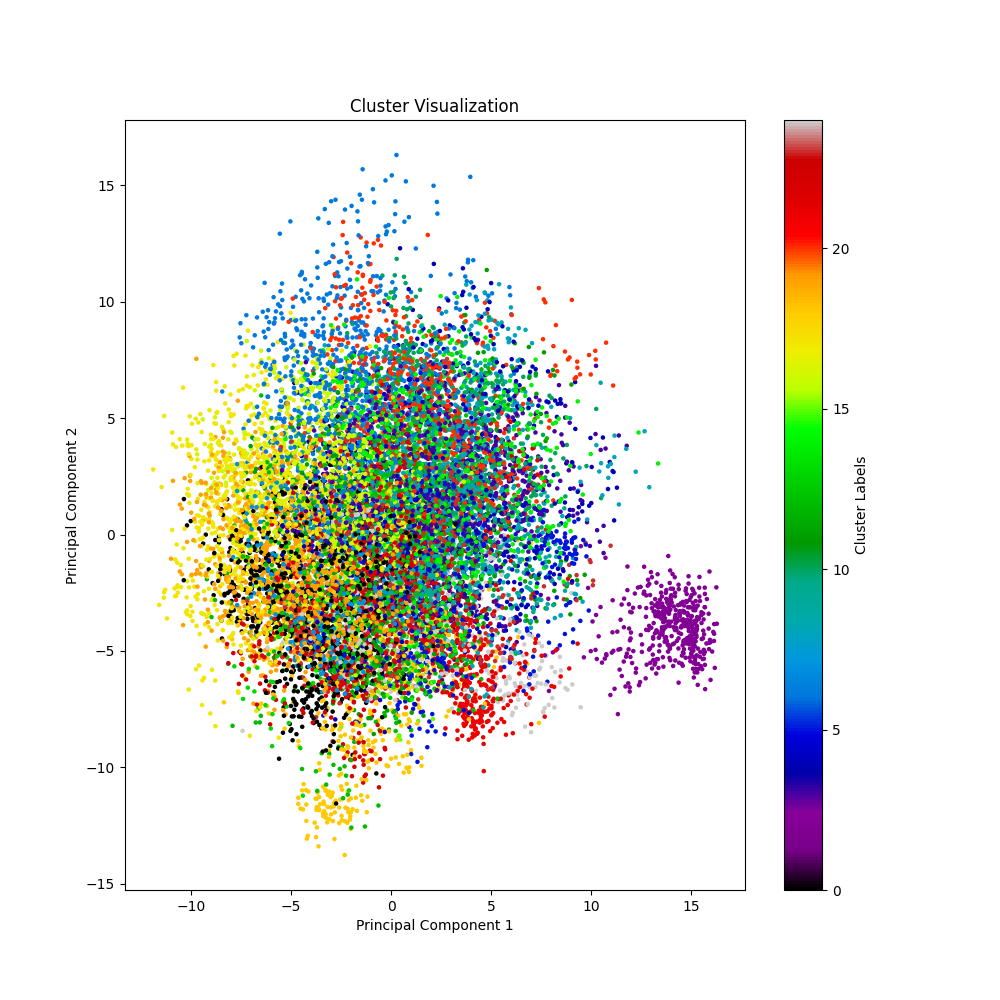 Cluster Visualization
15
10
5
0
−5
−10
−15
Principal Component 2
−10 −5 0 5 10 15
Principal Component 1
20
15
10
5
0
Cluster Labels